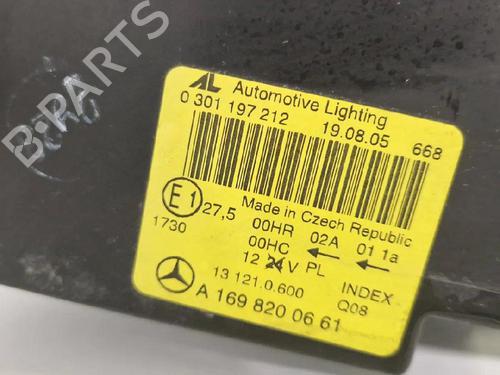 B-PARTS
AL Automotive Lighting
0 301 197 212 19.08.05 668
Made in Czech Republic
E1 27,5 00HR 02A 01 1a
1730 00HC ← ←
12 24 V PL
13 121.0.600 INDEX
A 169 820 06 61 Q08